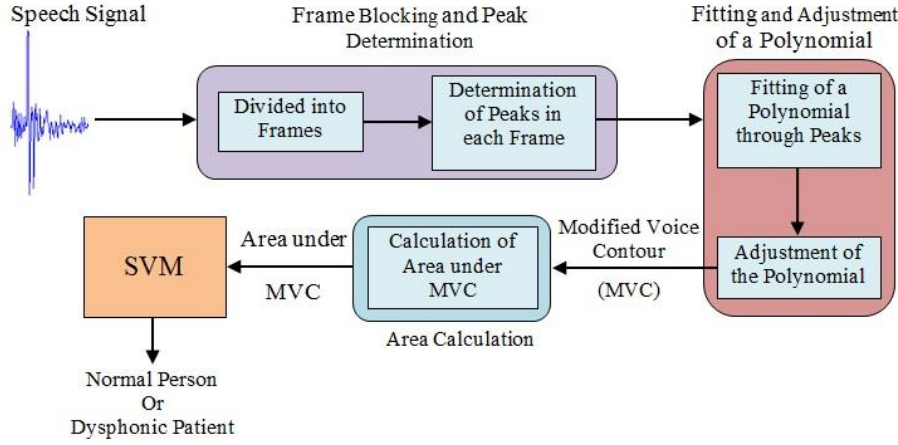 Speech Signal
Frame Blocking and Peak
Determination
Fitting and Adjustment
of a Polynomial
Divided into
Frames
Determination
of Peaks in
each Frame
Fitting of a
Polynomial
through Peaks
Adjustment of
the Polynomial
Modified Voice
Contour
(MVC)
Calculation of
Area under
MVC
Area Calculation
Area under
MVC
SVM
Normal Person
Or
Dysphonic Patient